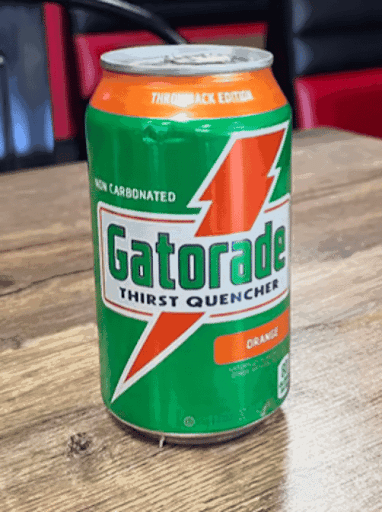 THROWBACK EDITION
NON CARBONATED
Gatorade
THIRST QUENCHER
ORANGE